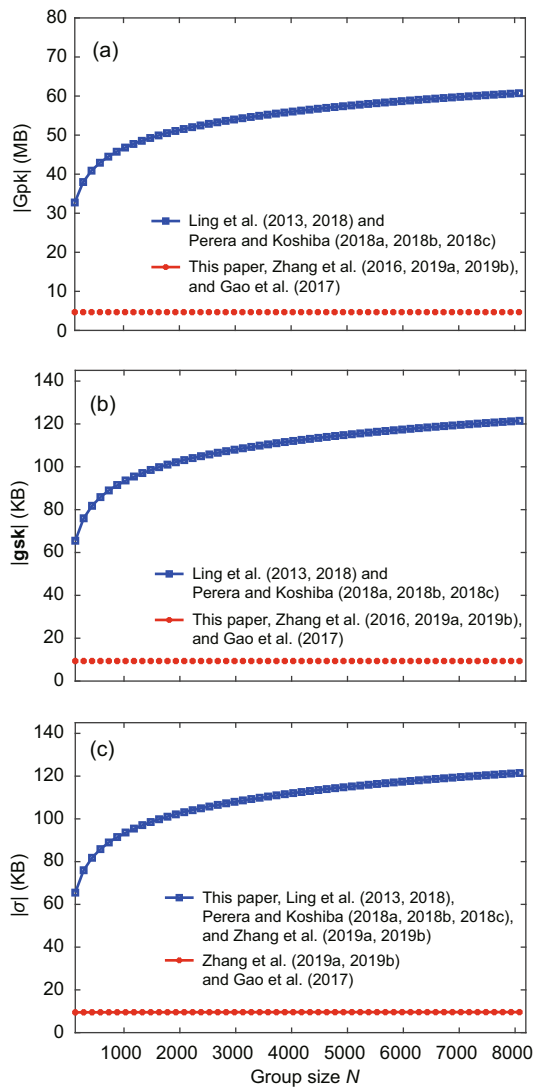 (a)
80
70
60
50
40
30
20
10
0
|Gpk| (MB)
Ling et al. (2013, 2018) and
Perera and Koshiba (2018a, 2018b, 2018c)
This paper, Zhang et al. (2016, 2019a, 2019b),
and Gao et al. (2017)
(b)
140
120
100
80
60
40
20
0
|gsk| (KB)
Ling et al. (2013, 2018) and
Perera and Koshiba (2018a, 2018b, 2018c)
This paper, Zhang et al. (2016, 2019a, 2019b),
and Gao et al. (2017)
(c)
140
120
100
80
60
40
20
0
|σ| (KB)
This paper, Ling et al. (2013, 2018),
Perera and Koshiba (2018a, 2018b, 2018c),
and Zhang et al. (2019a, 2019b)
Zhang et al. (2019a, 2019b)
and Gao et al. (2017)
1000 2000 3000 4000 5000 6000 7000 8000
Group size N